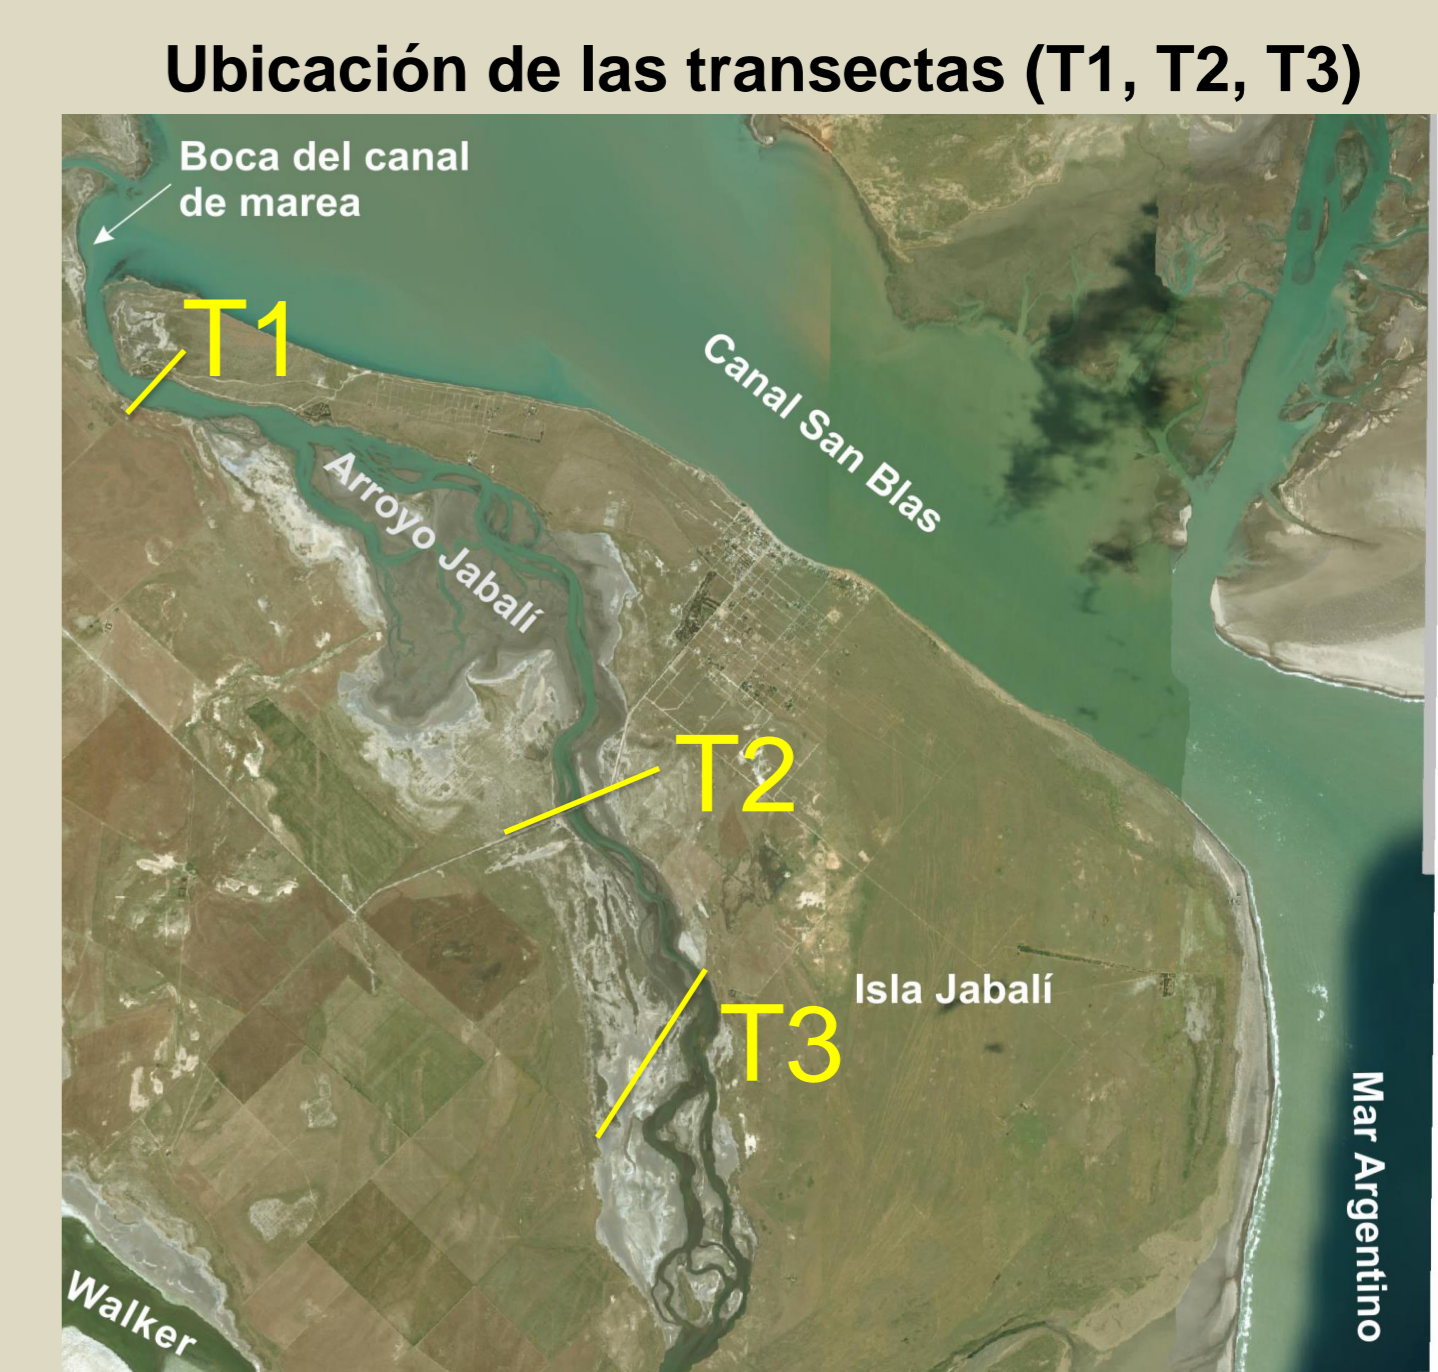 Ubicación de las transectas (T1, T2, T3)
Boca del canal
de marea
T1
Canal San Blas
Arroyo Jabalí
T2
Isla Jabalí
T3
Mar Argentino
Walker